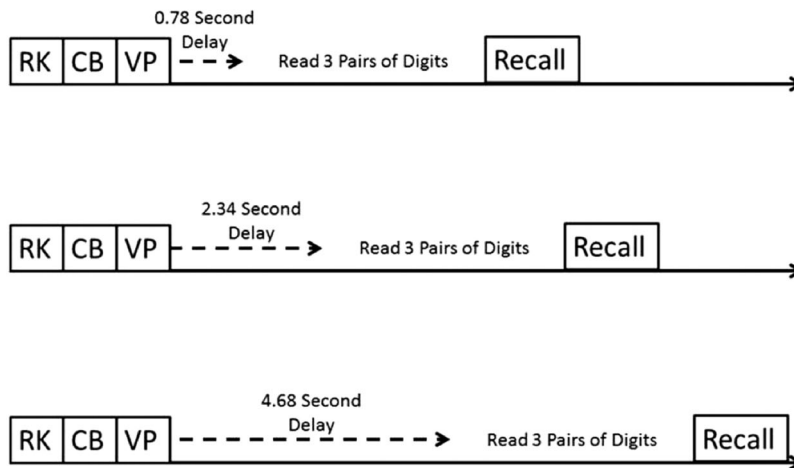 0.78 Second
Delay
RK CB VP Read 3 Pairs of Digits Recall
2.34 Second
Delay
RK CB VP Read 3 Pairs of Digits Recall
4.68 Second
Delay
RK CB VP Read 3 Pairs of Digits Recall